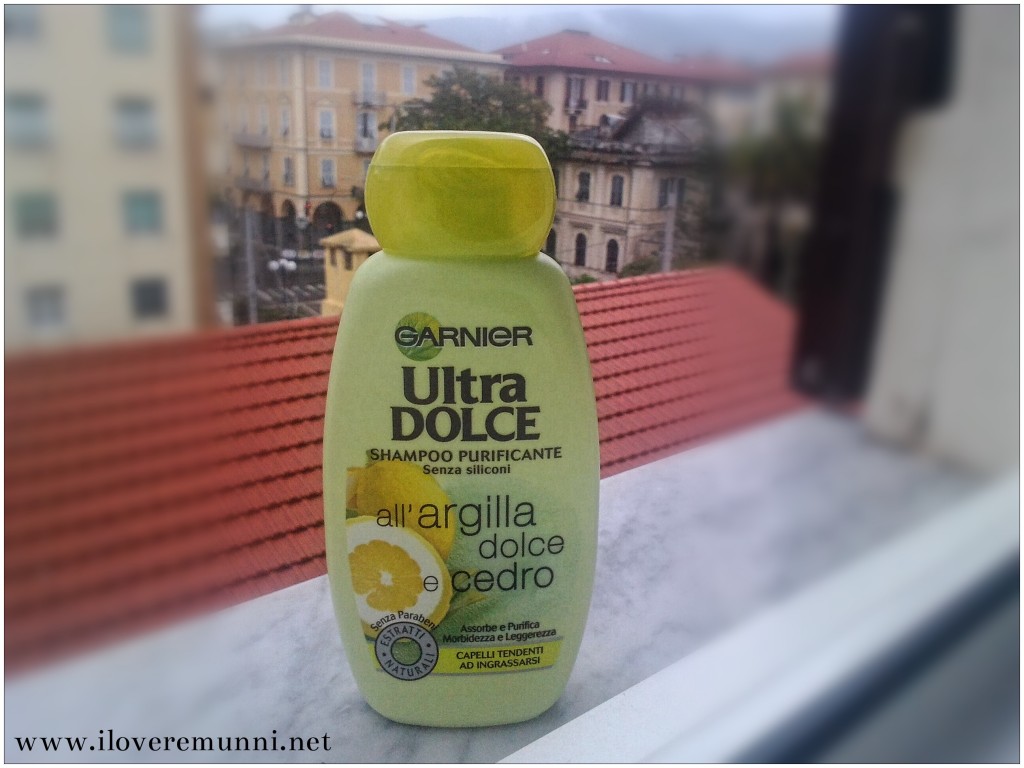 GARNIER
Ultra
DOLCE
SHAMPOO PURIFICANTE
Senza siliconi
all'argilla
dolce
e cedro
Senza Parabeni
ESTRATTI
NATURALI
Assorbe e Purifica
Morbidezza e Leggerezza
CAPELLI TENDENTI
AD INGRASSARSI
www.iloveremunni.net